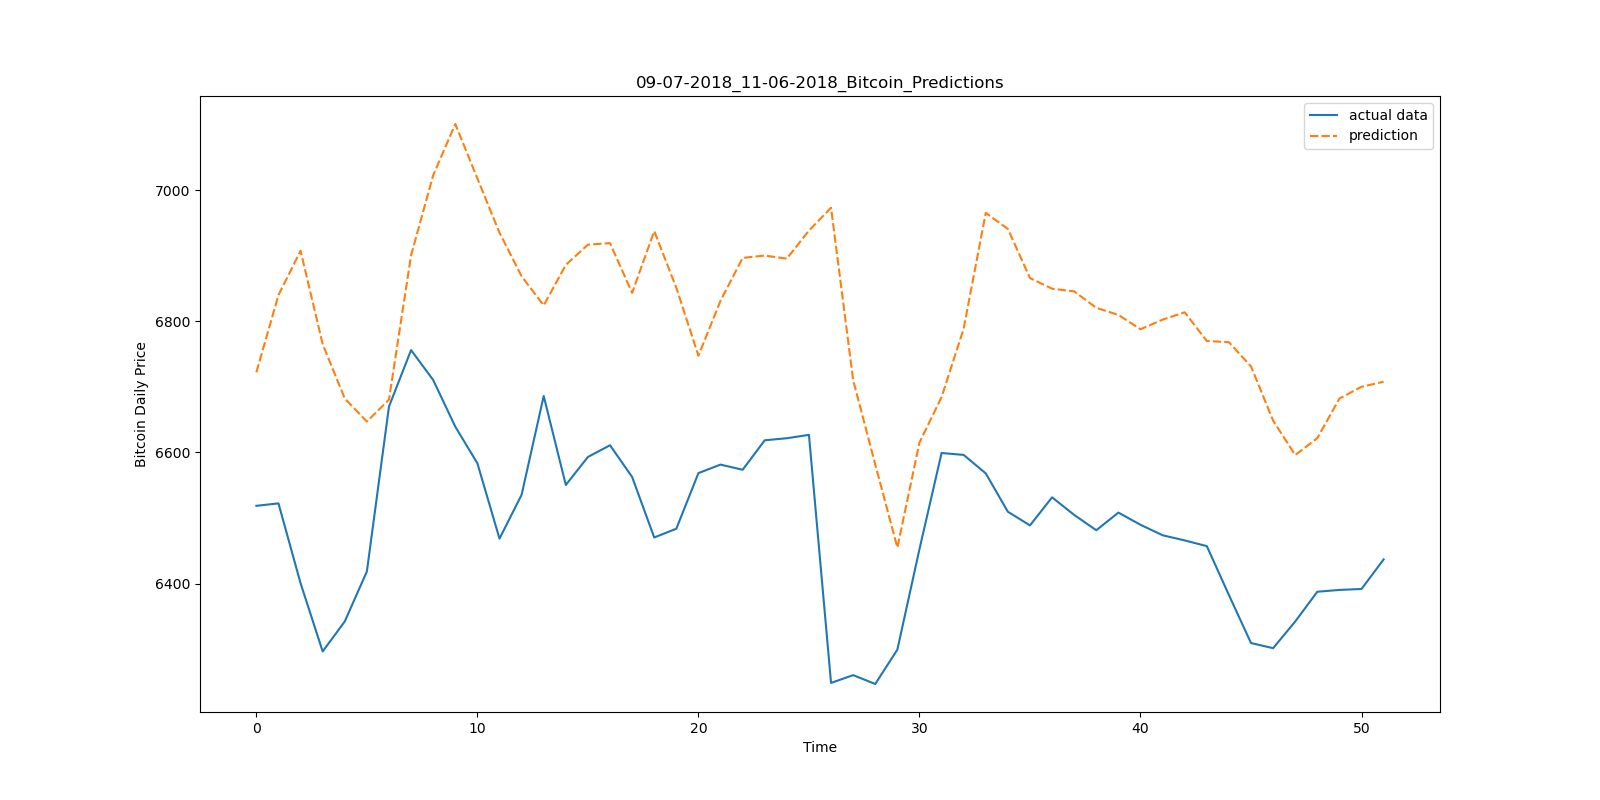 09-07-2018_11-06-2018_Bitcoin_Predictions
actual data
prediction
Bitcoin Daily Price
7000
6800
6600
6400
0 10 20 30 40 50
Time